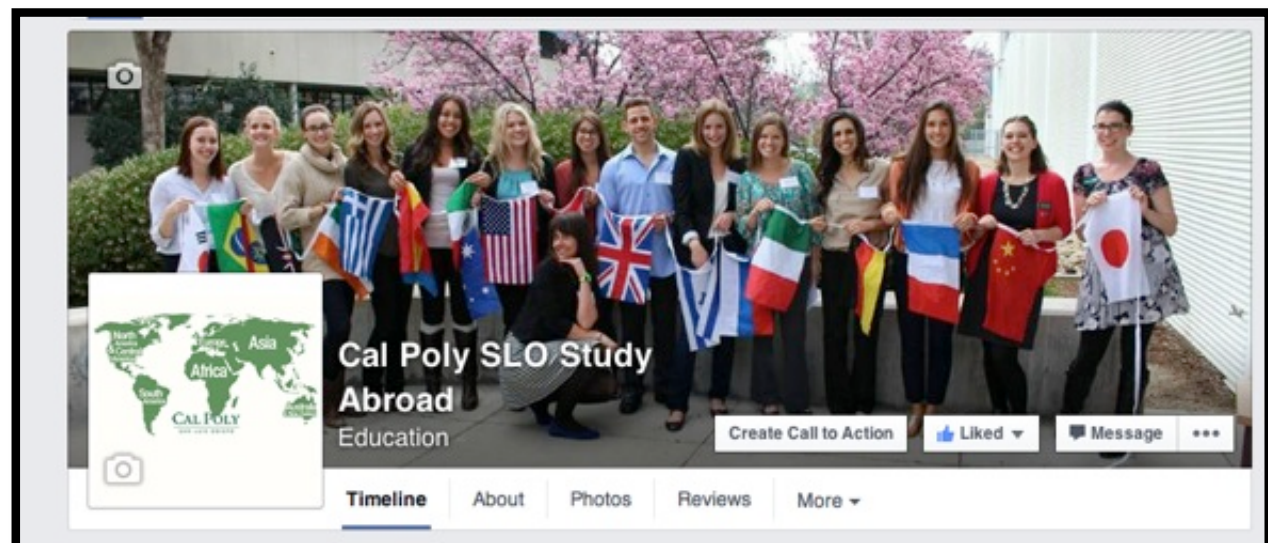 North
America
Central
America
South
America
Europe
Africa
Asia
CAL POLY
SAN LUIS OBISPO
Cal Poly SLO Study
Abroad
Education
Create Call to Action
Liked
Message
Timeline
About
Photos
Reviews
More